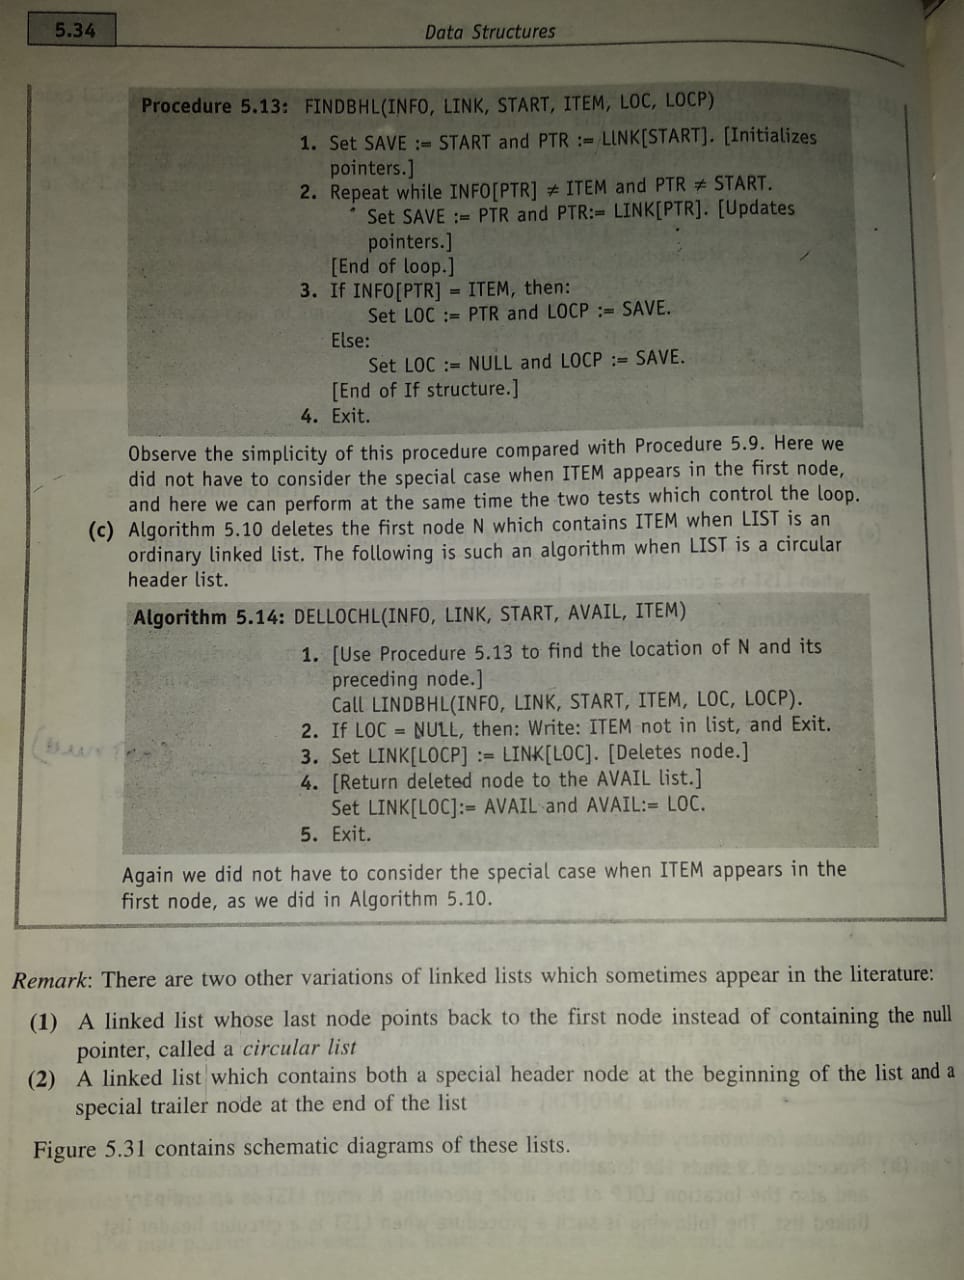 5.34
Data Structures
Procedure 5.13: FINDBHL(INFO, LINK, START, ITEM, LOC, LOCP)
1. Set SAVE := START and PTR := LINK[START]. [Initializes
pointers.]
2. Repeat while INFO[PTR] ≠ ITEM and PTR ≠ START.
Set SAVE := PTR and PTR:= LINK[PTR]. [Updates
pointers.]
[End of loop.]
3. If INFO[PTR] = ITEM, then:
Set LOC := PTR and LOCP := SAVE.
Else:
Set LOC := NULL and LOCP := SAVE.
[End of If structure.]
4. Exit.
Observe the simplicity of this procedure compared with Procedure 5.9. Here we
did not have to consider the special case when ITEM appears in the first node,
and here we can perform at the same time the two tests which control the loop.
(c) Algorithm 5.10 deletes the first node N which contains ITEM when LIST is an
ordinary linked list. The following is such an algorithm when LIST is a circular
header list.
Algorithm 5.14: DELLOCHL(INFO, LINK, START, AVAIL, ITEM)
1. [Use Procedure 5.13 to find the location of N and its
preceding node.]
Call LINDBHL(INFO, LINK, START, ITEM, LOC, LOCP).
2. If LOC = NULL, then: Write: ITEM not in list, and Exit.
3. Set LINK[LOCP] := LINK[LOC]. [Deletes node.]
4. [Return deleted node to the AVAIL list.]
Set LINK[LOC]:= AVAIL and AVAIL:= LOC.
5. Exit.
Again we did not have to consider the special case when ITEM appears in the
first node, as we did in Algorithm 5.10.
Remark: There are two other variations of linked lists which sometimes appear in the literature:
(1) A linked list whose last node points back to the first node instead of containing the null
pointer, called a circular list
(2) A linked list which contains both a special header node at the beginning of the list and a
special trailer node at the end of the list
Figure 5.31 contains schematic diagrams of these lists.